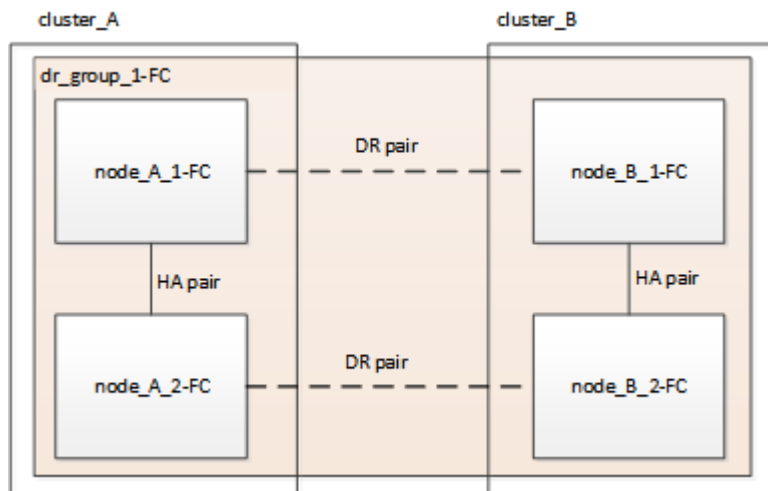 cluster_A
cluster_B
dr_group_1-FC
node_A_1-FC
DR pair
node_B_1-FC
HA pair
HA pair
node_A_2-FC
DR pair
node_B_2-FC